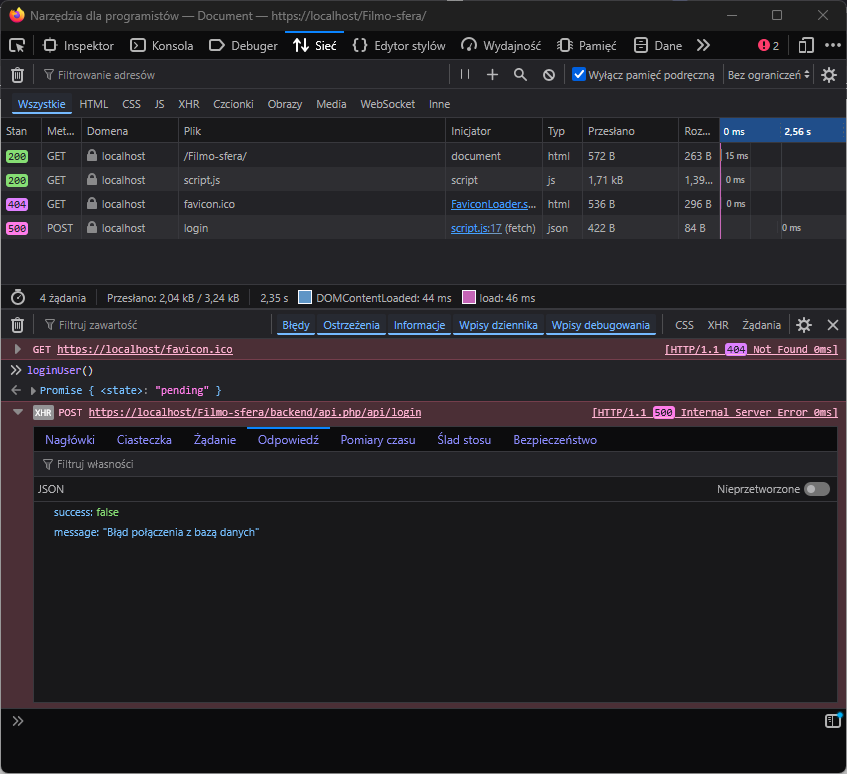 Narzędzia dla programistów — Document — https://localhost/Filmo-sfera/
Inspektor Konsola Debuger Sieć Edytor stylów Wydajność Pamięć Dane 2
Filtrowanie adresów Wyłącz pamięć podręczną Bez ograniczeń
Wszystkie HTML CSS JS XHR Czcionki Obrazy Media WebSocket Inne
Stan Met... Domena Plik Inicjator Typ Przesłano Roz... 0 ms 2,56 s
200 GET localhost /Filmo-sfera/ document html 572 B 263 B 15 ms
200 GET localhost script.js script js 1,71 kB 1,39... 0 ms
404 GET localhost favicon.ico FaviconLoader.s... html 536 B 296 B 0 ms
500 POST localhost login script.js:17 (fetch) json 422 B 84 B 0 ms
4 żądania Przesłano: 2,04 kB / 3,24 kB 2,35 s DOMContentLoaded: 44 ms load: 46 ms
Filtruj zawartość Błędy Ostrzeżenia Informacje Wpisy dziennika Wpisy debugowania CSS XHR Żądania
GET https://localhost/favicon.ico [HTTP/1.1 404 Not Found 0ms]
loginUser()
Promise { <state>: "pending" }
XHR POST https://localhost/Filmo-sfera/backend/api.php/api/login [HTTP/1.1 500 Internal Server Error 0ms]
Nagłówki Ciasteczka Żądanie Odpowiedź Pomiary czasu Ślad stosu Bezpieczeństwo
Filtruj własności
JSON Nieprzetworzone
success: false
message: "Błąd połączenia z bazą danych"